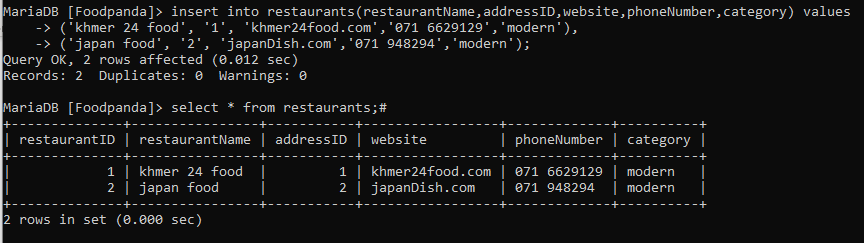 MariaDB [Foodpanda]> insert into restaurants(restaurantName,addressID,website,phoneNumber,category) values
    -> ('khmer 24 food', '1', 'khmer24food.com','071 6629129','modern'),
    -> ('japan food', '2', 'japanDish.com','071 948294','modern');
Query OK, 2 rows affected (0.012 sec)
Records: 2  Duplicates: 0  Warnings: 0
MariaDB [Foodpanda]> select * from restaurants;#
+--------------+----------------+-----------+-----------------+-------------+----------+
| restaurantID | restaurantName | addressID | website         | phoneNumber | category |
+--------------+----------------+-----------+-----------------+-------------+----------+
|            1 | khmer 24 food  |         1 | khmer24food.com | 071 6629129 | modern   |
|            2 | japan food     |         2 | japanDish.com   | 071 948294  | modern   |
+--------------+----------------+-----------+-----------------+-------------+----------+
2 rows in set (0.000 sec)